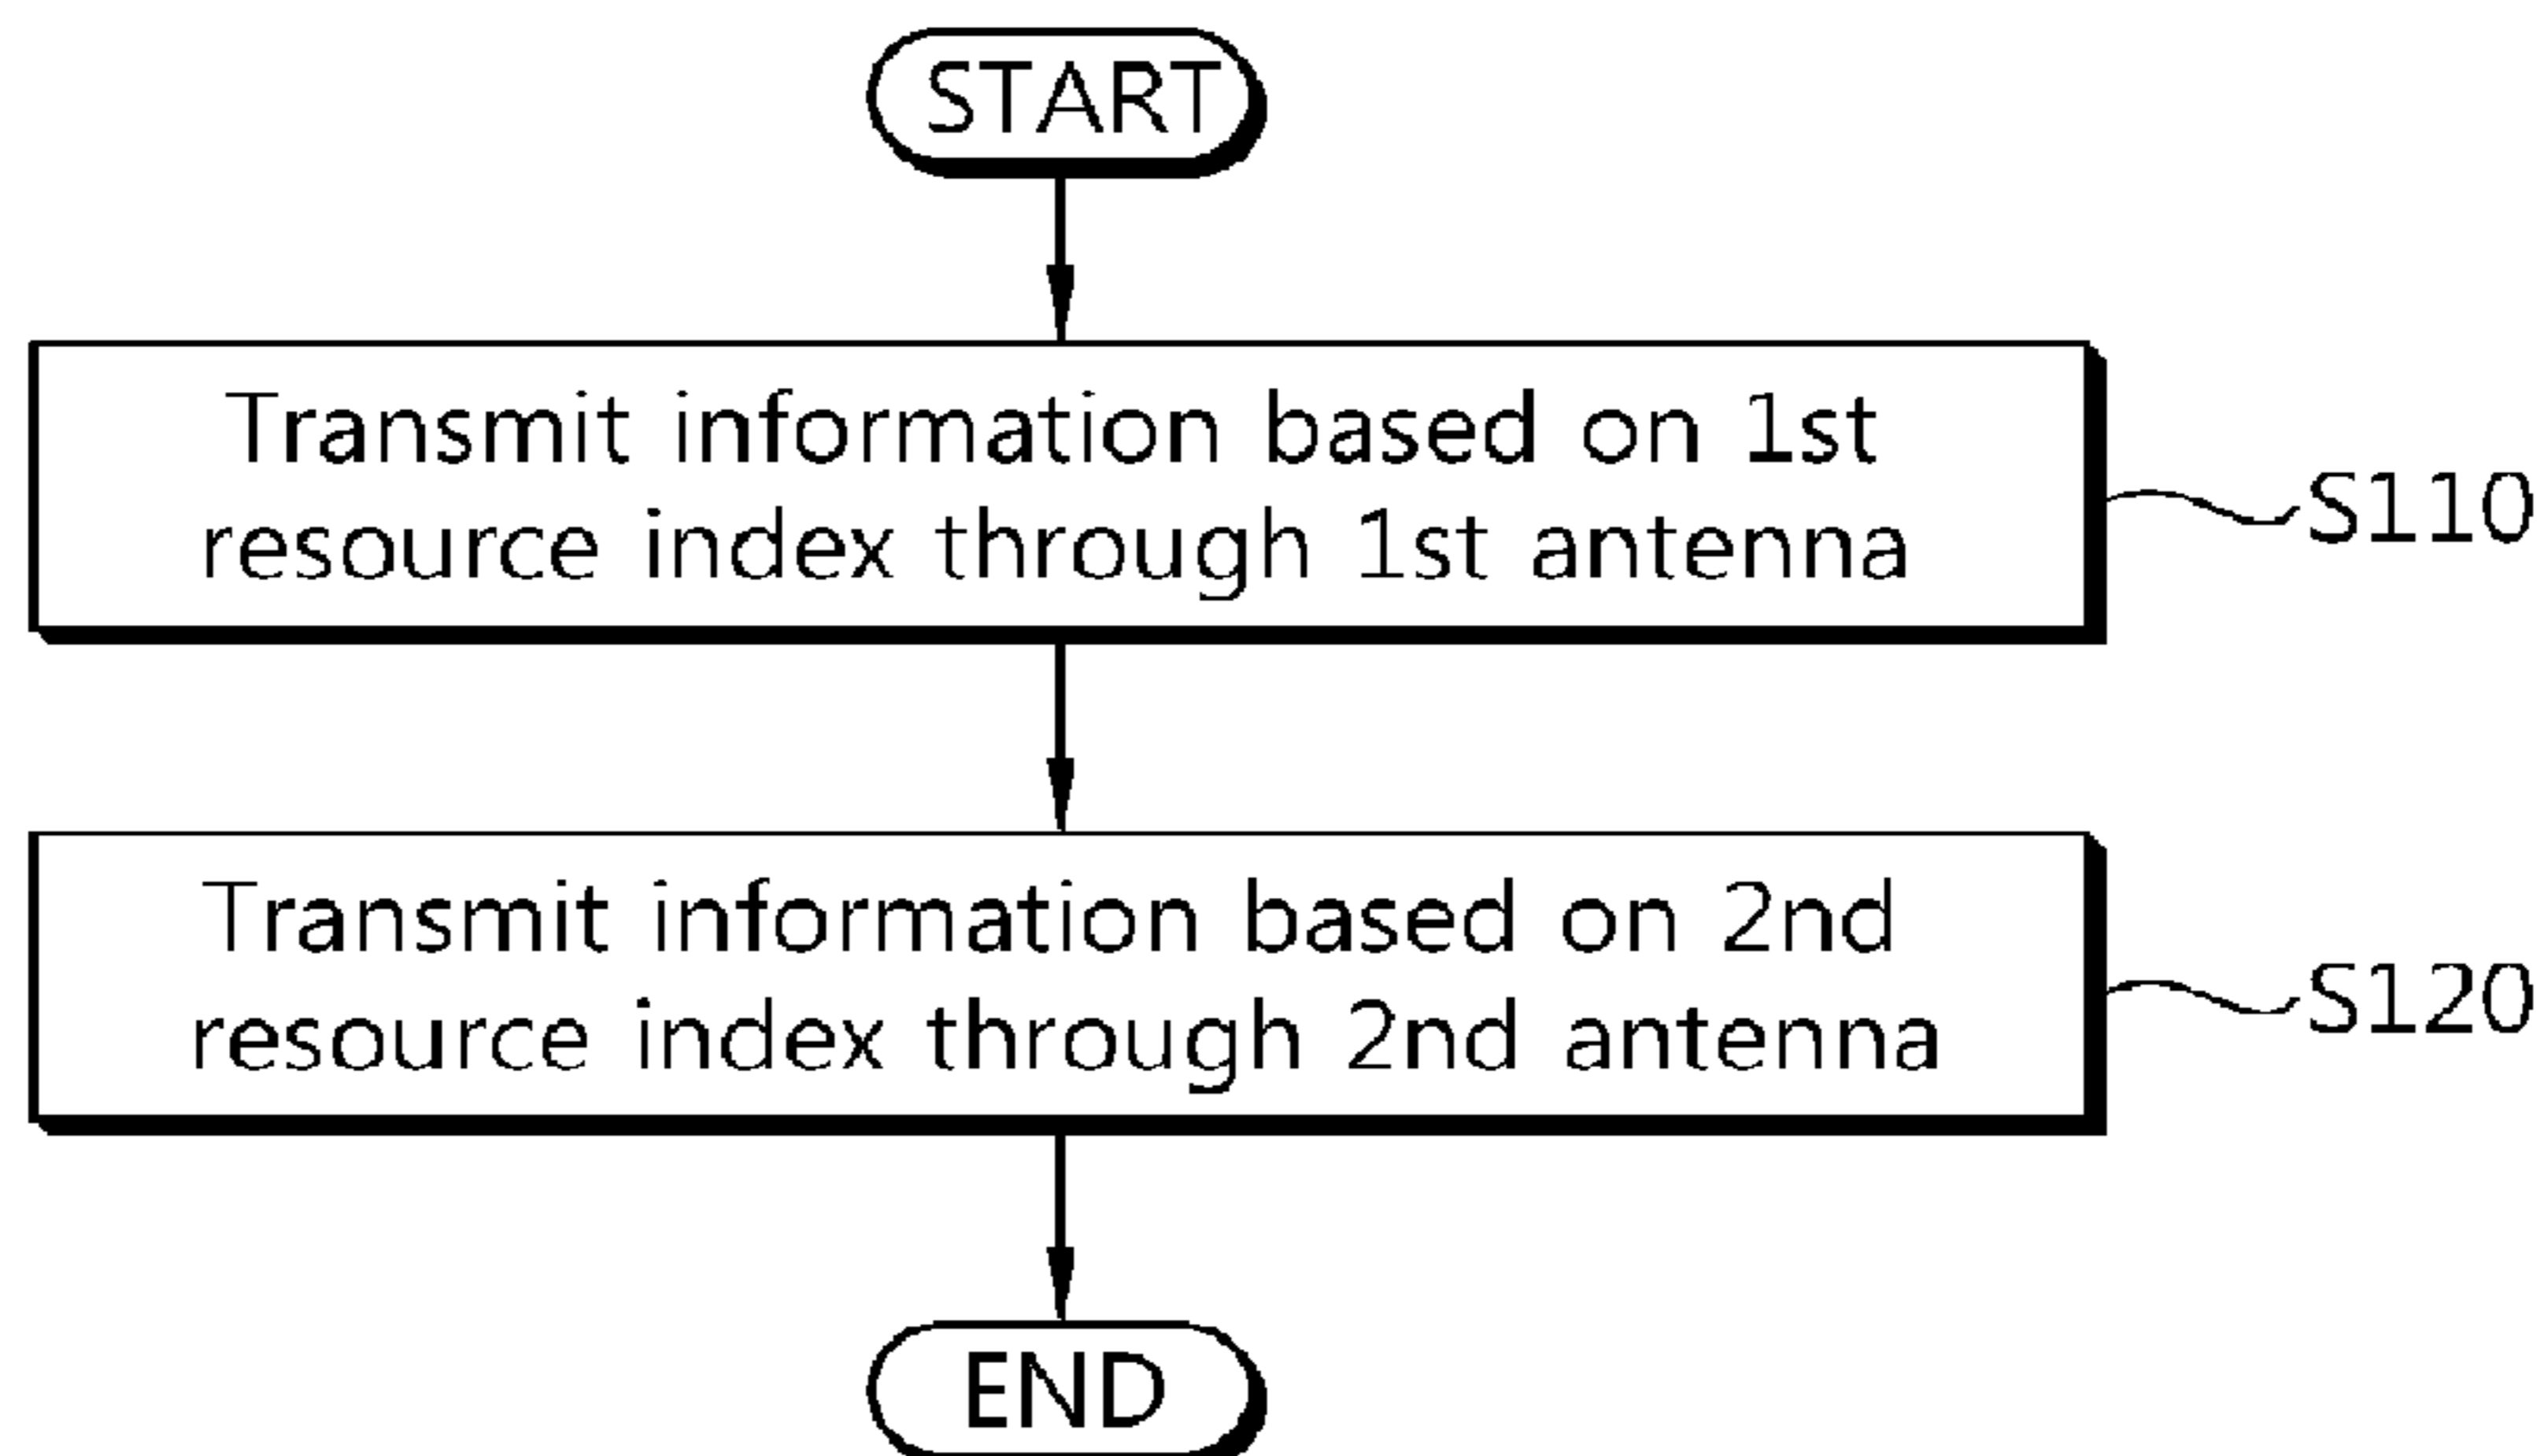 START
Transmit information based on 1st
resource index through 1st antenna
S110
Transmit information based on 2nd
resource index through 2nd antenna
S120
END